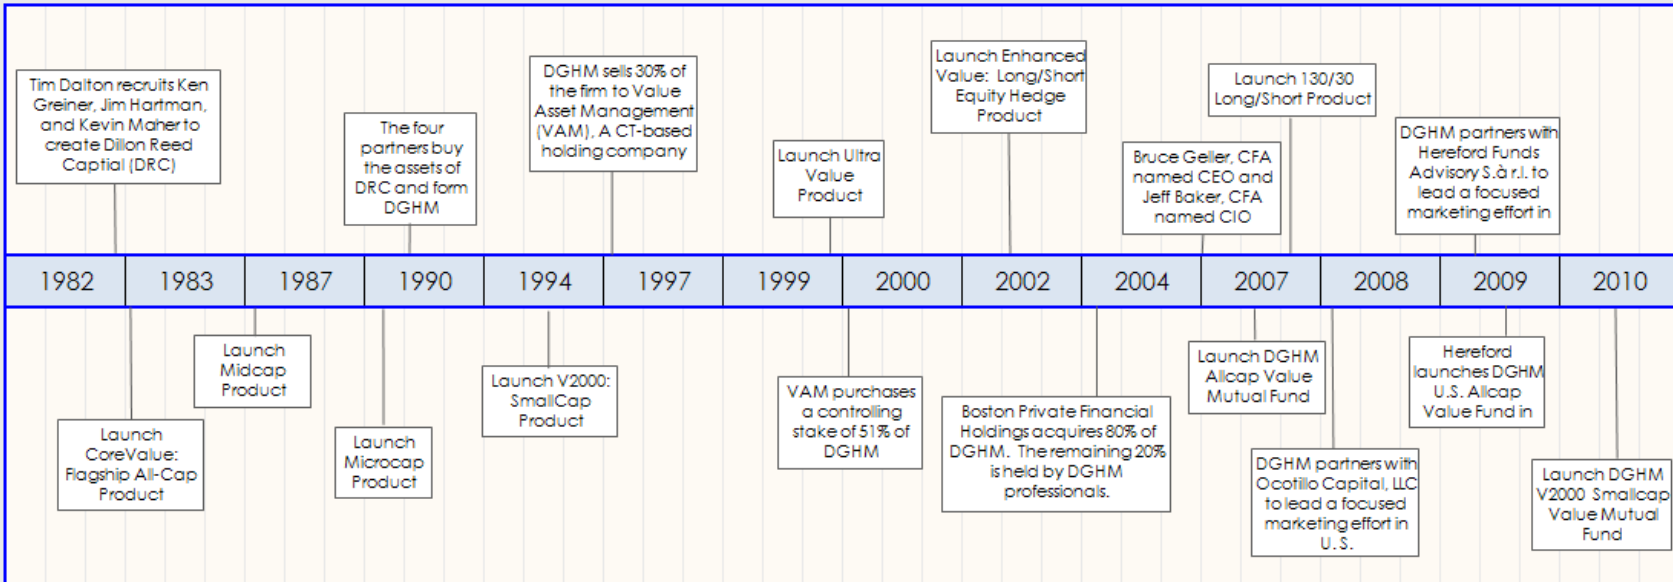 Tim Dalton recruits Ken
Greiner, Jim Hartman,
and Kevin Maher to
create Dillon Reed
Captial (DRC)
The four
partners buy
the assets of
DRC and form
DGHM
DGHM sells 30% of
the firm to Value
Asset Management
(VAM), A CT-based
holding company
Launch Ultra
Value
Product
Launch Enhanced
Value: Long/Short
Equity Hedge
Product
Bruce Geller, CFA
named CEO and
Jeff Baker, CFA
named CIO
Launch 130/30
Long/Short Product
DGHM partners with
Hereford Funds
Advisory S.à r.l. to
lead a focused
marketing effort in
1982 1983 1987 1990 1994 1997 1999 2000 2002 2004 2007 2008 2009 2010
Launch
CoreValue:
Flagship All-Cap
Product
Launch
Midcap
Product
Launch
Microcap
Product
Launch V2000:
SmallCap
Product
VAM purchases
a controlling
stake of 51% of
DGHM
Boston Private Financial
Holdings acquires 80% of
DGHM. The remaining 20%
is held by DGHM
professionals.
Launch DGHM
Allcap Value
Mutual Fund
DGHM partners with
Ocotillo Capital, LLC
to lead a focused
marketing effort in
U. S.
Hereford
launches DGHM
U.S. Allcap
Value Fund in
Launch DGHM
V2000 Smallcap
Value Mutual
Fund